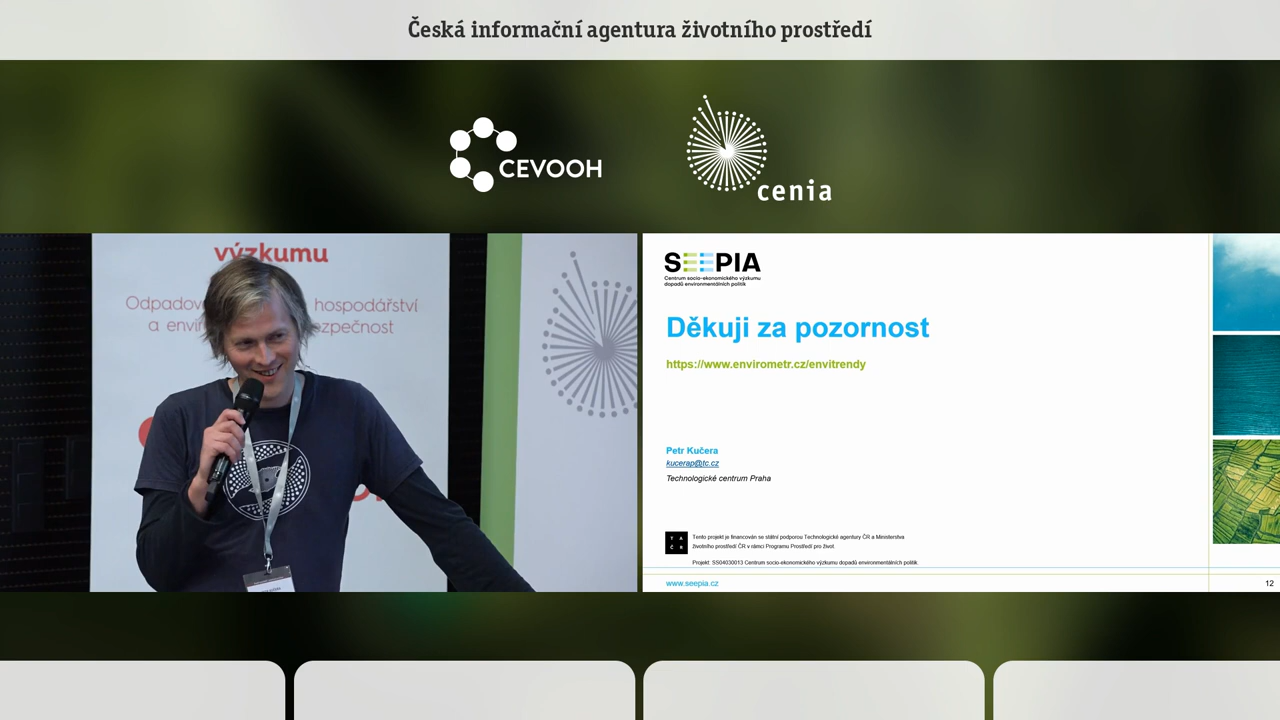 Česká informační agentura životního prostředí
CEVOOH
cenia
výzkumu
hospodářství
SEEPIA
Centrum socio-ekonomického výzkumu
dopadů environmentálních politik
Děkuji za pozornost
https://www.envirometr.cz/envitrendy
Petr Kučera
kucerap@tc.cz
Technologické centrum Praha
T A
Č R
Tento projekt je financován se státní podporou Technologické agentury ČR a Ministerstva
životního prostředí ČR v rámci Programu Prostředí pro život.
Projekt: SS04030013 Centrum socio-ekonomického výzkumu dopadů environmentálních politik.
www.seepia.cz
12